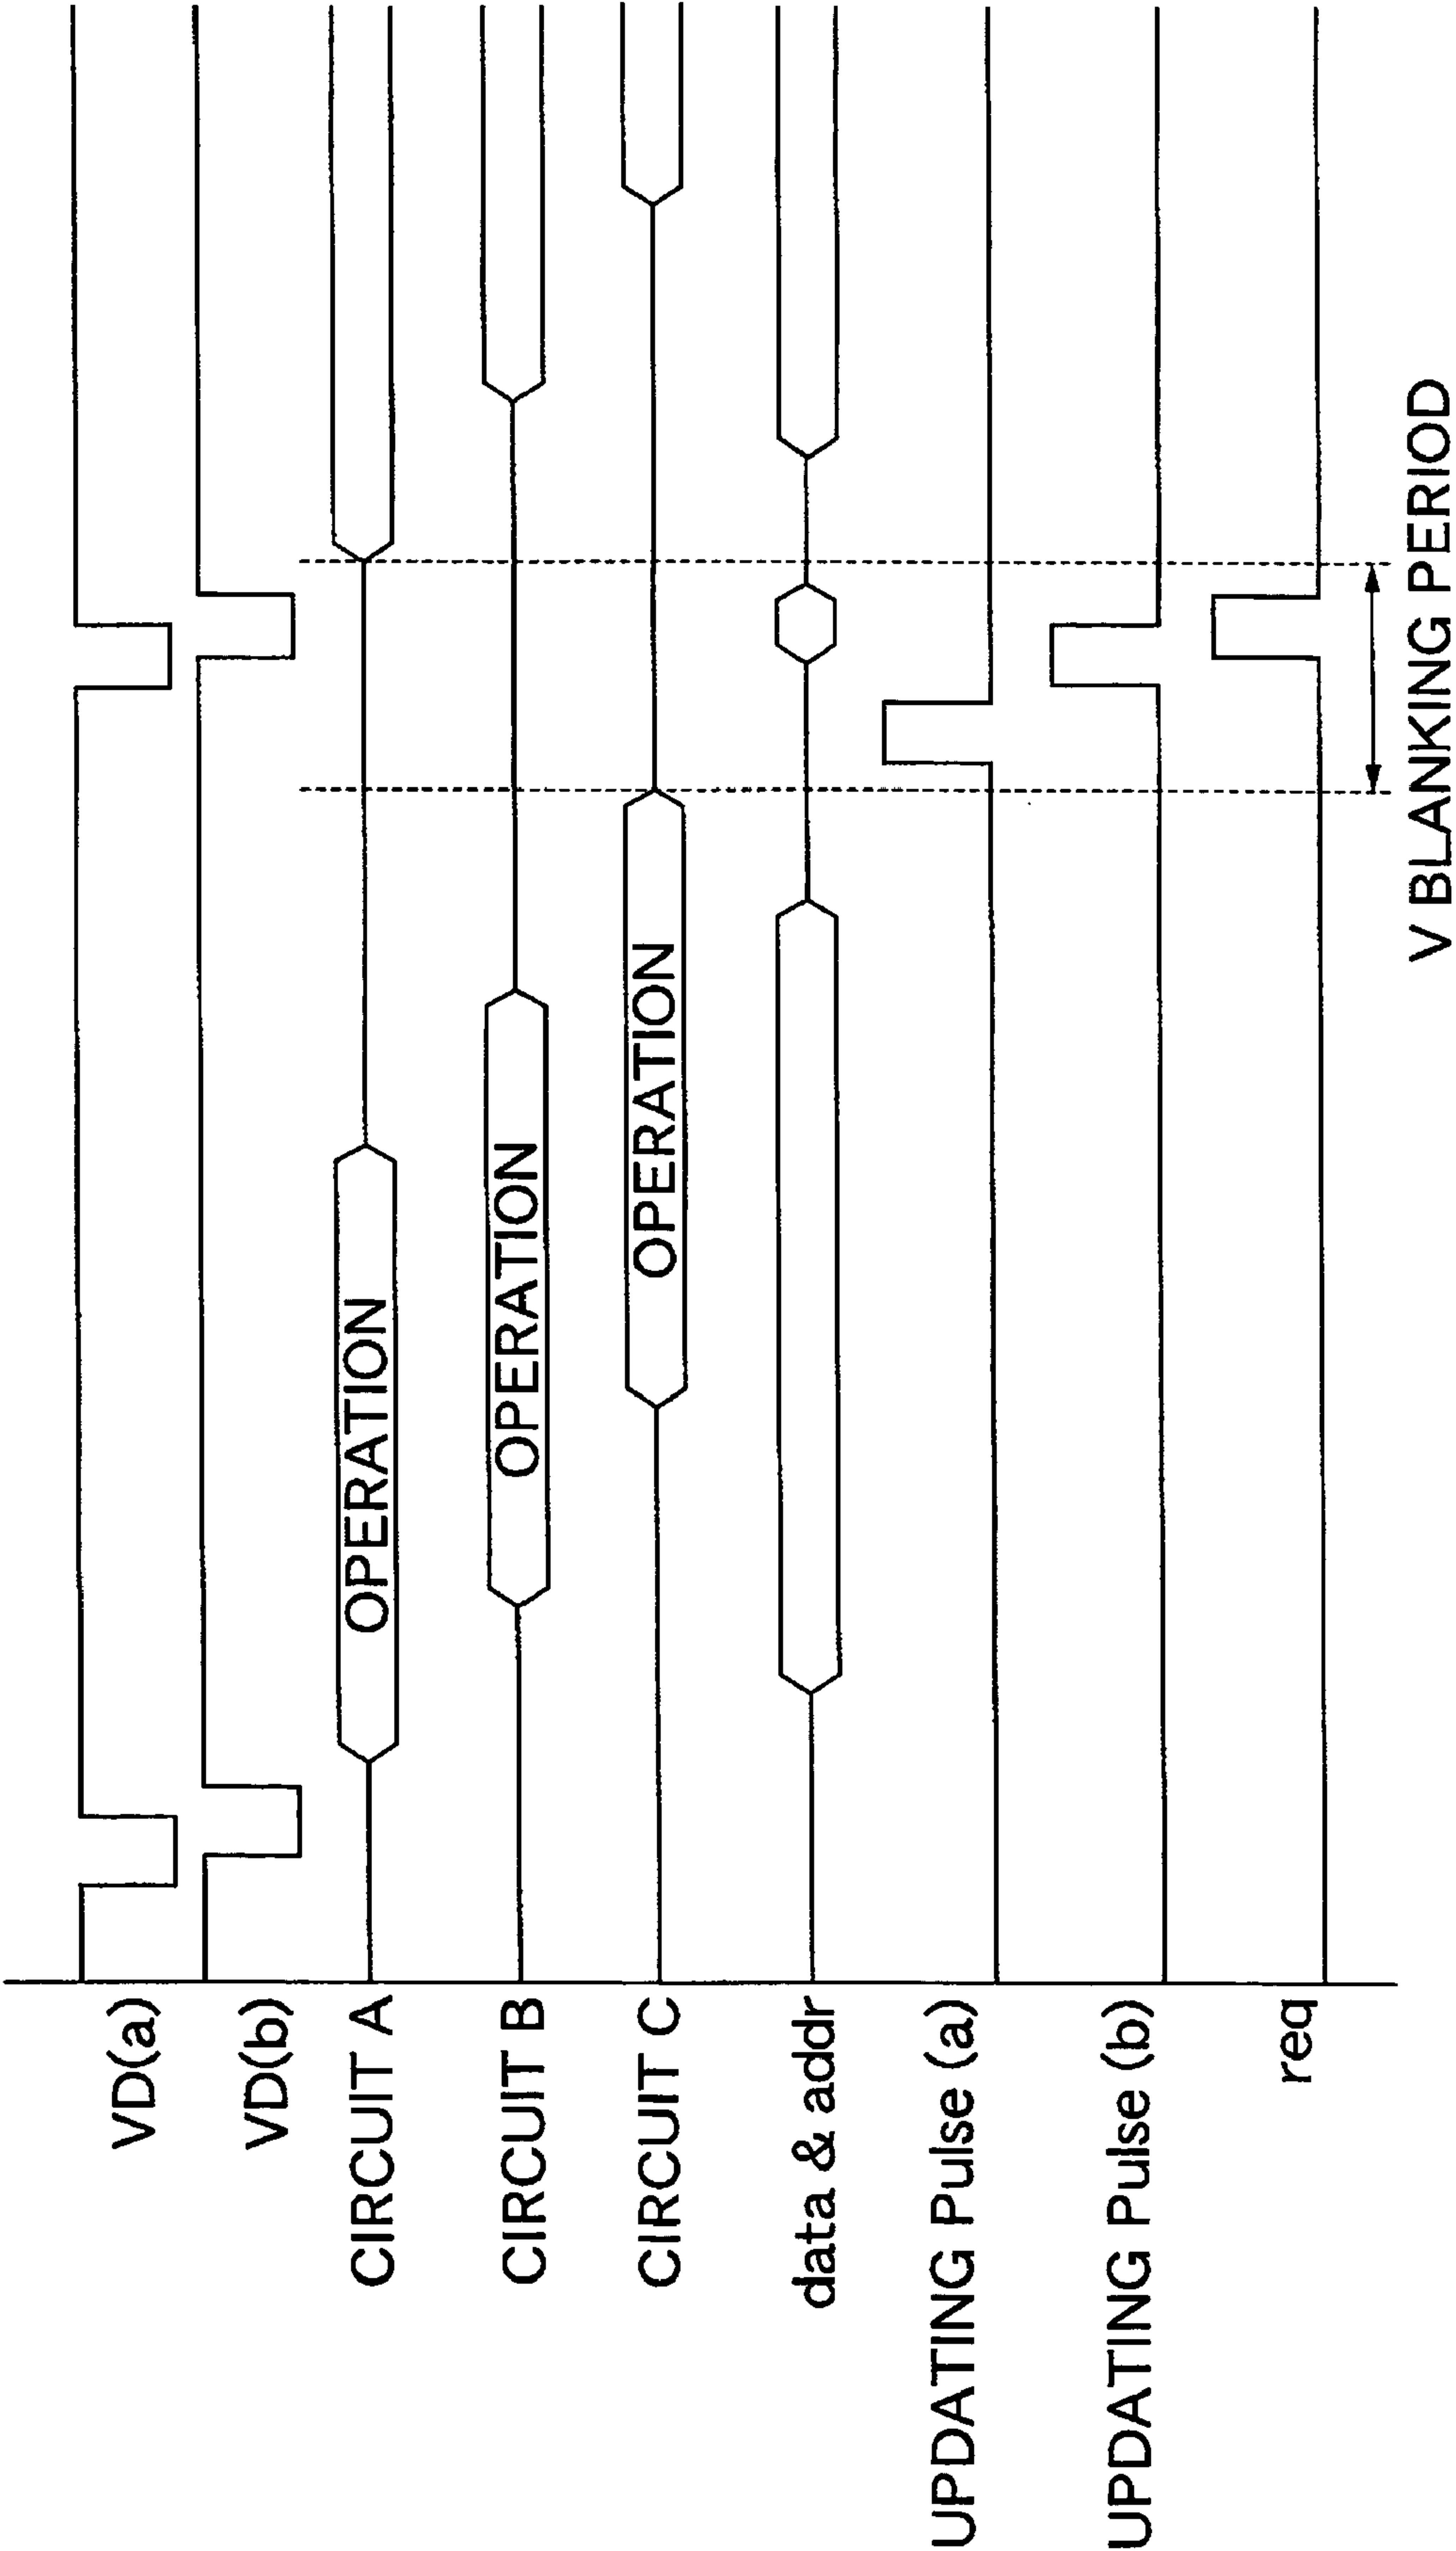 VD(a)
VD(b)
CIRCUIT A
OPERATION
CIRCUIT B
OPERATION
CIRCUIT C
OPERATION
data & addr
UPDATING Pulse (a)
UPDATING Pulse (b)
req
V BLANKING PERIOD